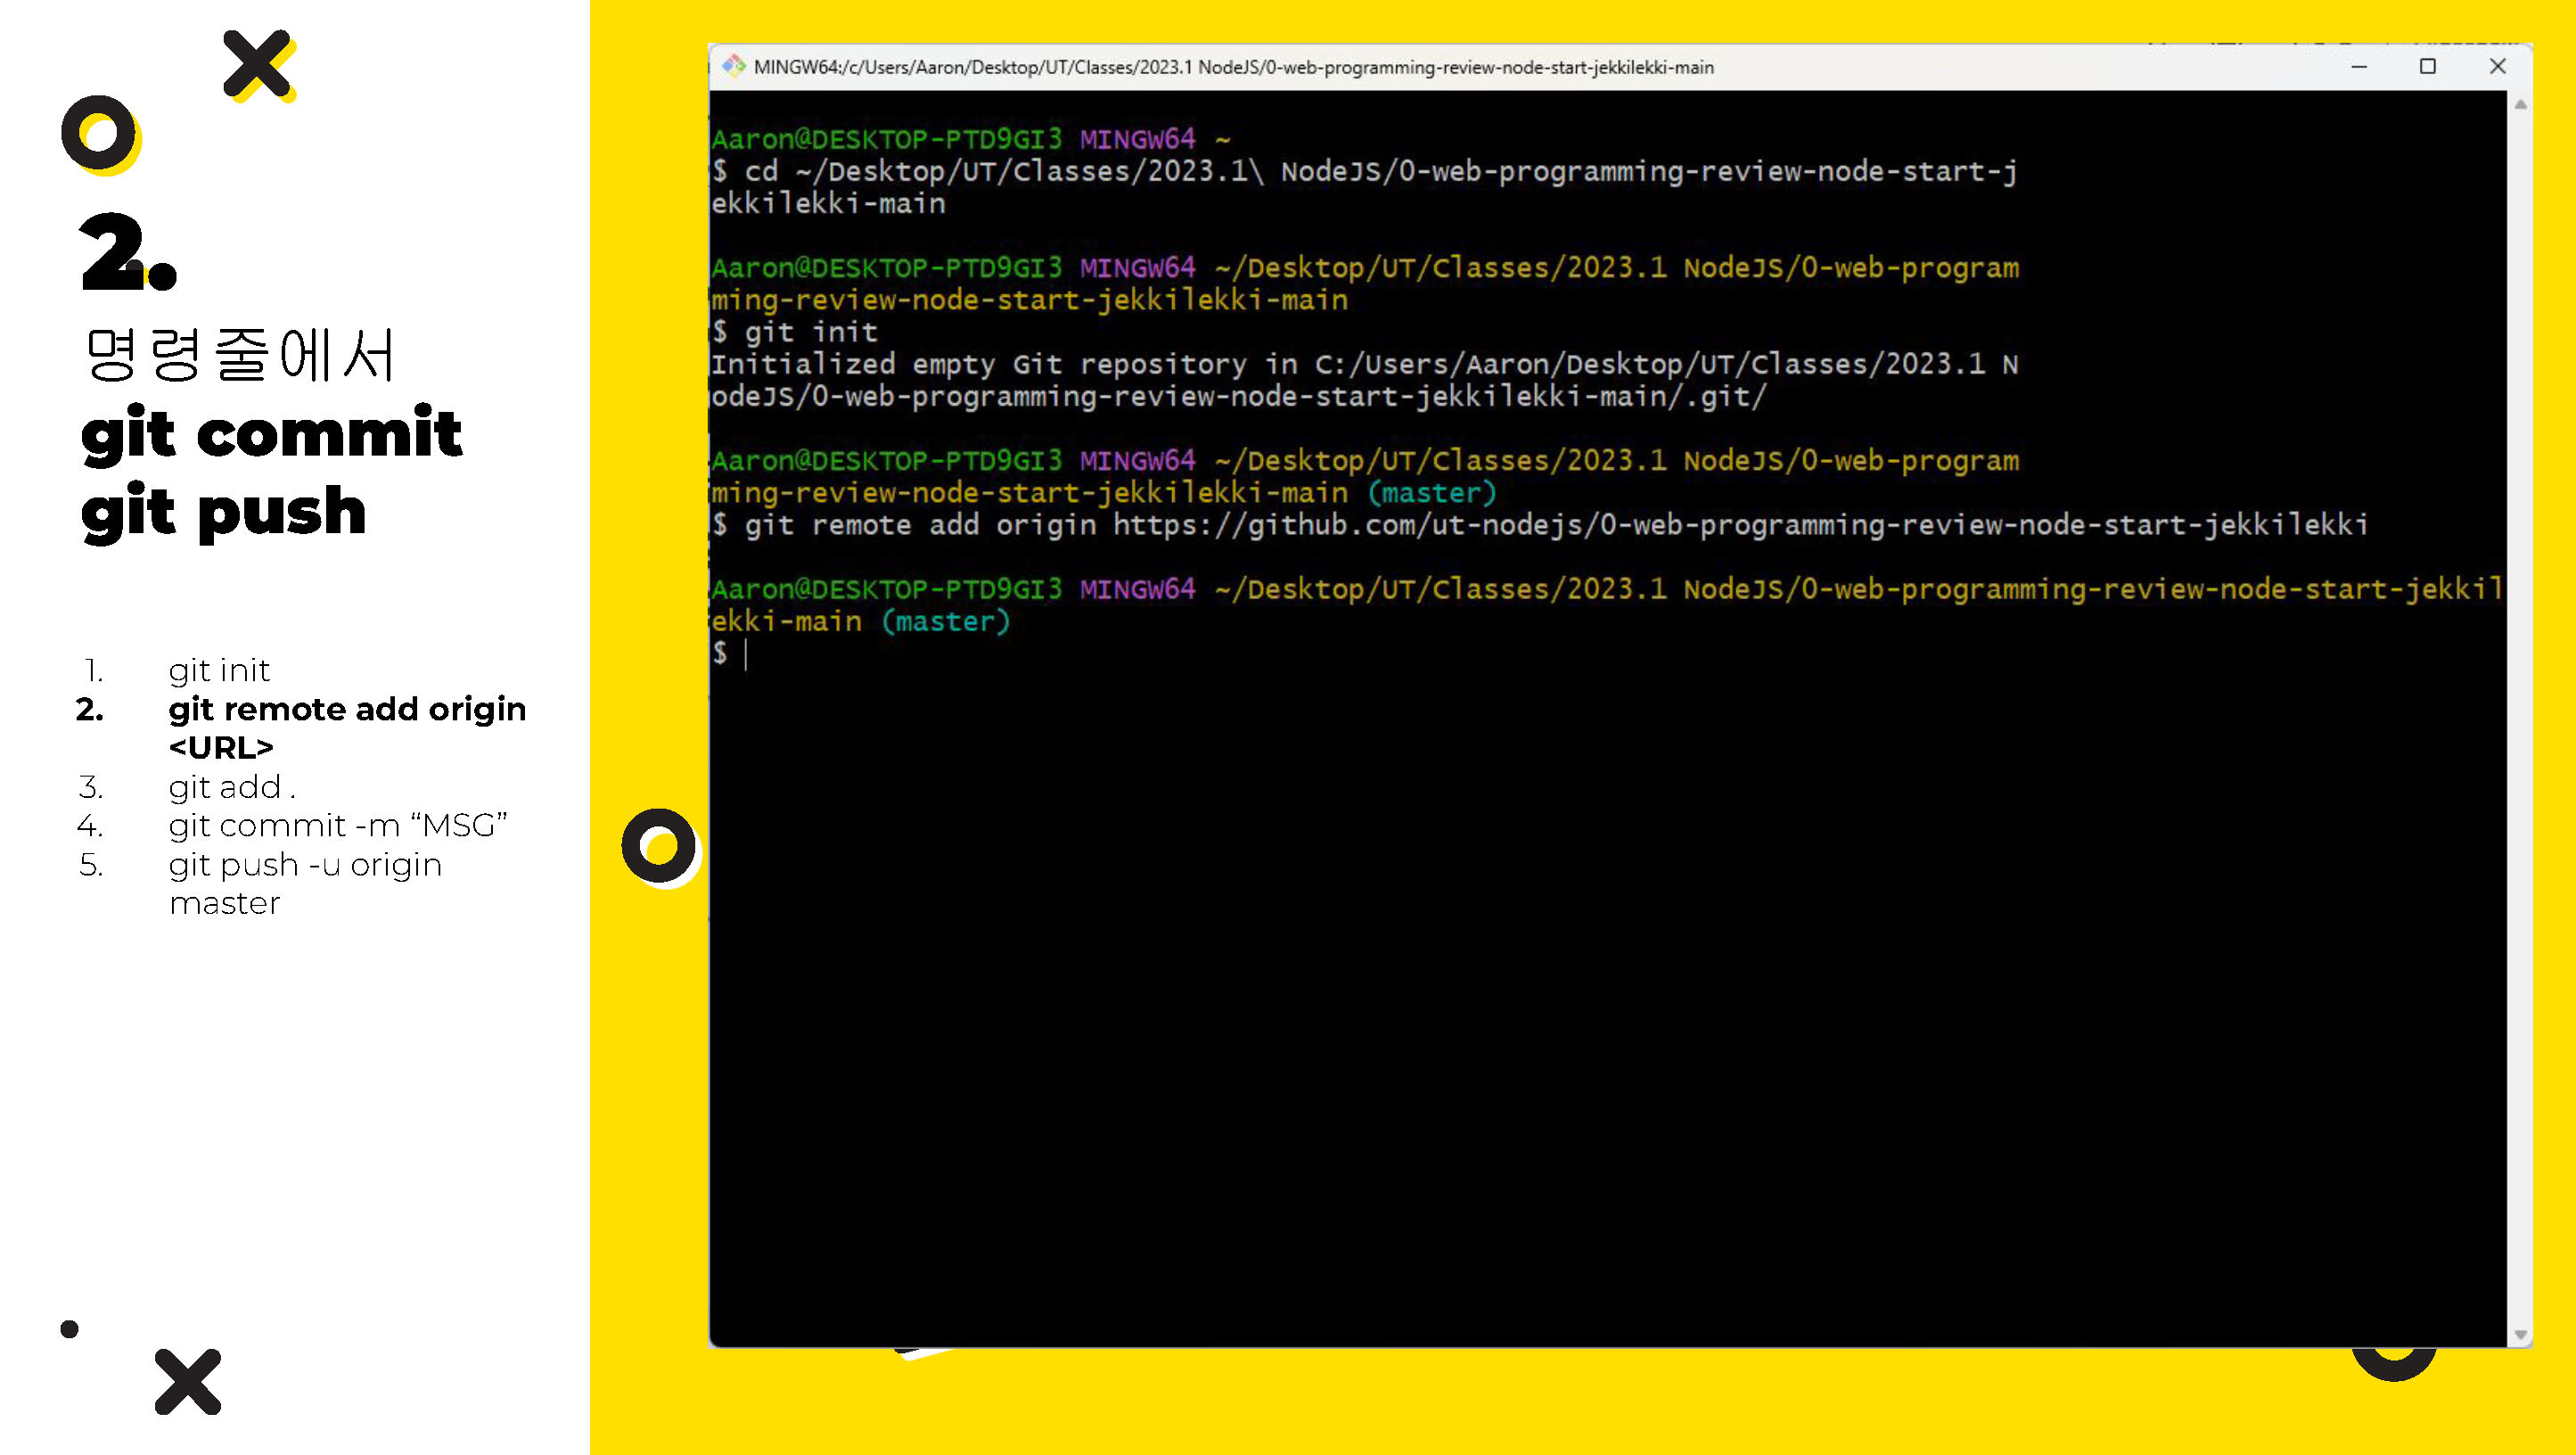 2.
명령줄에서
git commit
git push
1. git init
2. git remote add origin
<URL>
3. git add .
4. git commit -m “MSG”
5. git push -u origin
master
MINGW64:/c/Users/Aaron/Desktop/UT/Classes/2023.1 NodeJS/0-web-programming-review-node-start-jekkilekki-main
Aaron@DESKTOP-PTD9GI3 MINGW64 ~
$ cd ~/Desktop/UT/Classes/2023.1\ NodeJS/0-web-programming-review-node-start-j
ekkilekki-main
Aaron@DESKTOP-PTD9GI3 MINGW64 ~/Desktop/UT/Classes/2023.1 NodeJS/0-web-program
ming-review-node-start-jekkilekki-main
$ git init
Initialized empty Git repository in C:/Users/Aaron/Desktop/UT/Classes/2023.1 N
odeJS/0-web-programming-review-node-start-jekkilekki-main/.git/
Aaron@DESKTOP-PTD9GI3 MINGW64 ~/Desktop/UT/Classes/2023.1 NodeJS/0-web-program
ming-review-node-start-jekkilekki-main (master)
$ git remote add origin https://github.com/ut-nodejs/0-web-programming-review-node-start-jekkilekki
Aaron@DESKTOP-PTD9GI3 MINGW64 ~/Desktop/UT/Classes/2023.1 NodeJS/0-web-programming-review-node-start-jekkil
ekki-main (master)
$